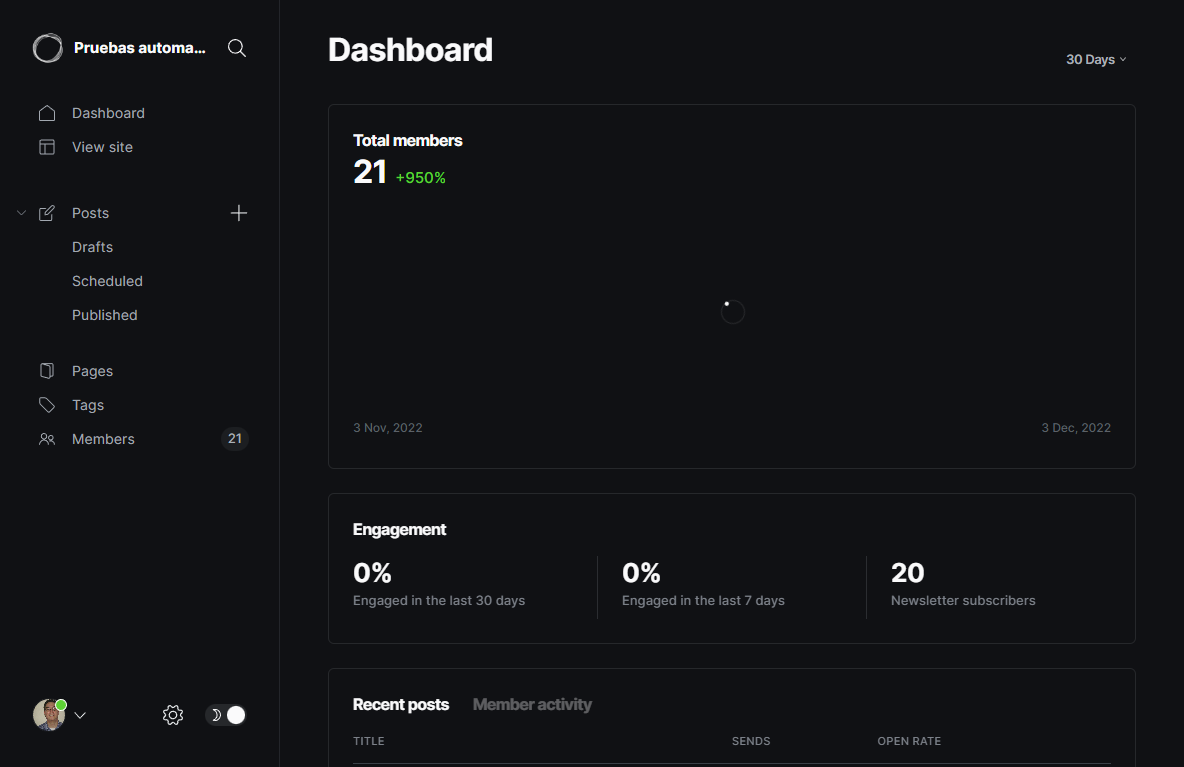 Pruebas automa...
Dashboard
View site
Posts
Drafts
Scheduled
Published
Pages
Tags
Members 21
Dashboard
30 Days
Total members
21 +950%
3 Nov, 2022 3 Dec, 2022
Engagement
0% 0% 20
Engaged in the last 30 days Engaged in the last 7 days Newsletter subscribers
Recent posts Member activity
TITLE SENDS OPEN RATE